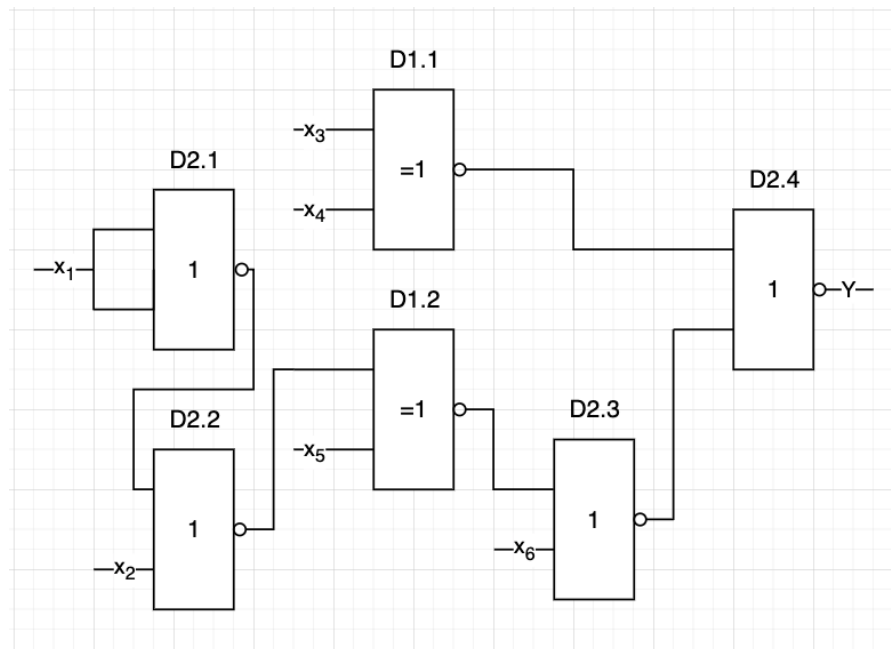 D1.1
x₃
=1
x₄
D2.1
x₁
1
D2.4
1
Y
D1.2
=1
x₅
D2.2
1
x₂
D2.3
1
x₆